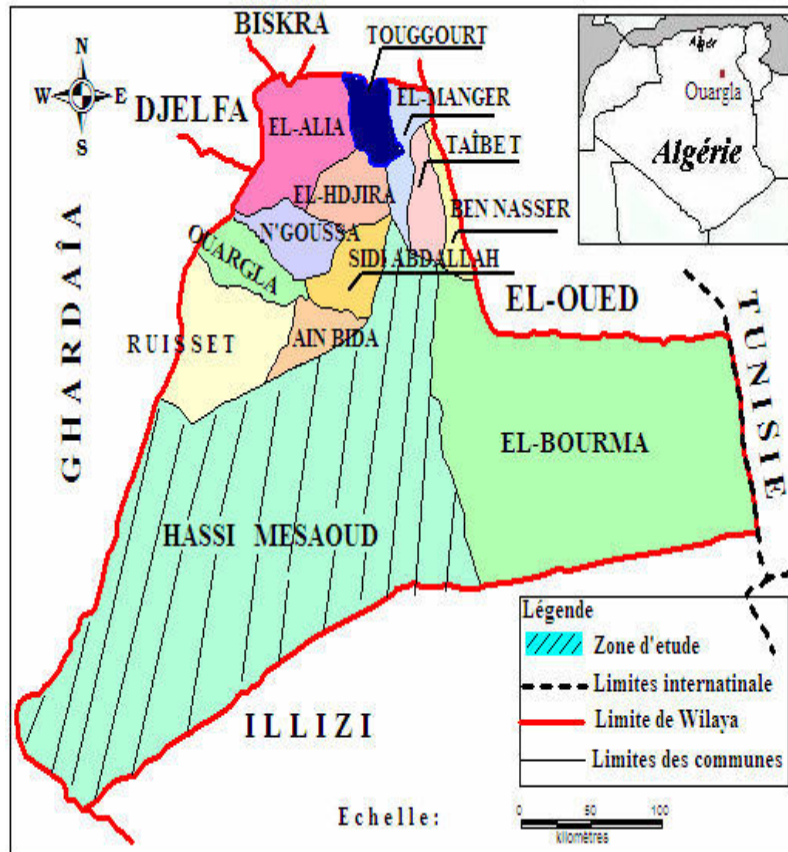 BISKRA
TOUGGOURT
N
W E
S
DJELFA
EL-MANGER
EL-ALIA
TAÎBET
EL-HDJIRA
BEN NASSER
N'GOUSSA
OUARGLA
SIDI ABDALLAH
EL-OUED
RUISSET
AIN BIDA
GHARDAÎA
TUNISIE
EL-BOURMA
HASSI MESAOUD
ILLIZI
Alger
Ouargla
Algérie
Légende
Zone d'etude
Limites internatinale
Limite de Wilaya
Limites des communes
Echelle:
0 50 100
kilomètres